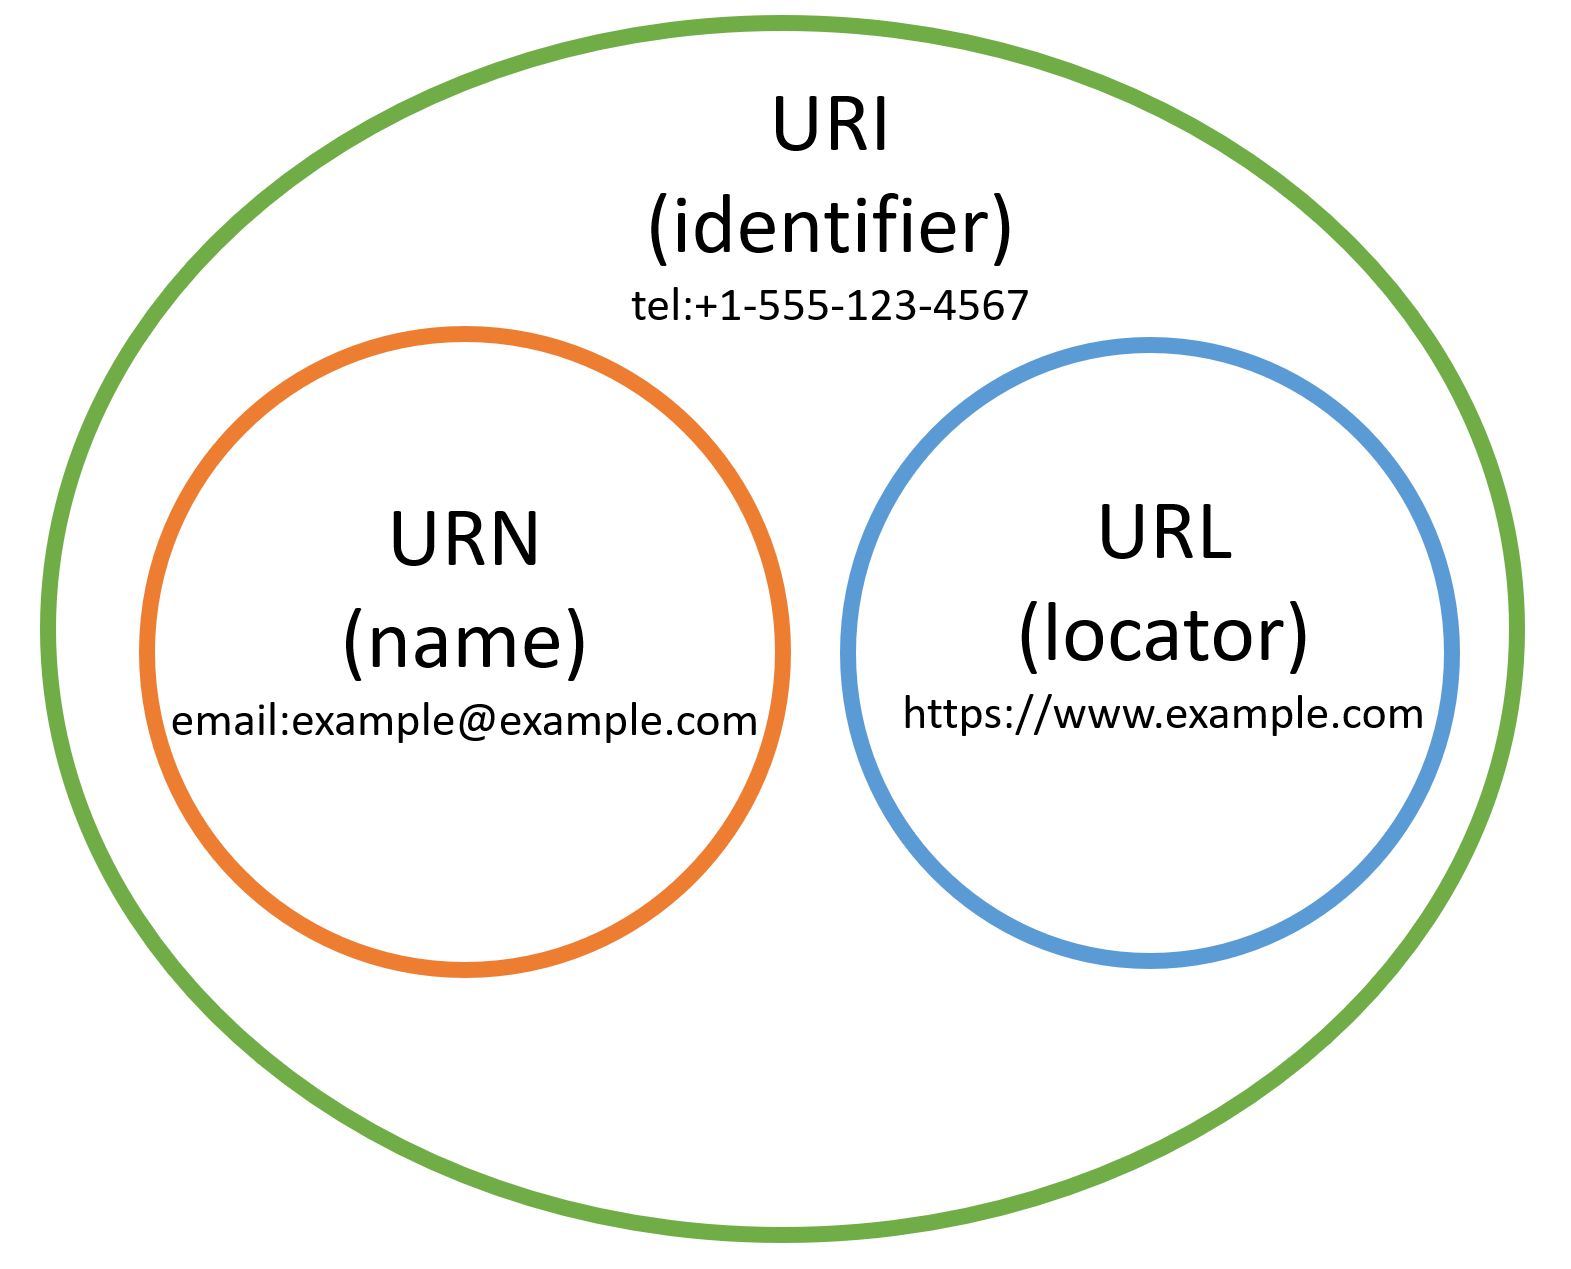 URI
(identifier)
tel:+1-555-123-4567
URN
(name)
email:example@example.com
URL
(locator)
https://www.example.com